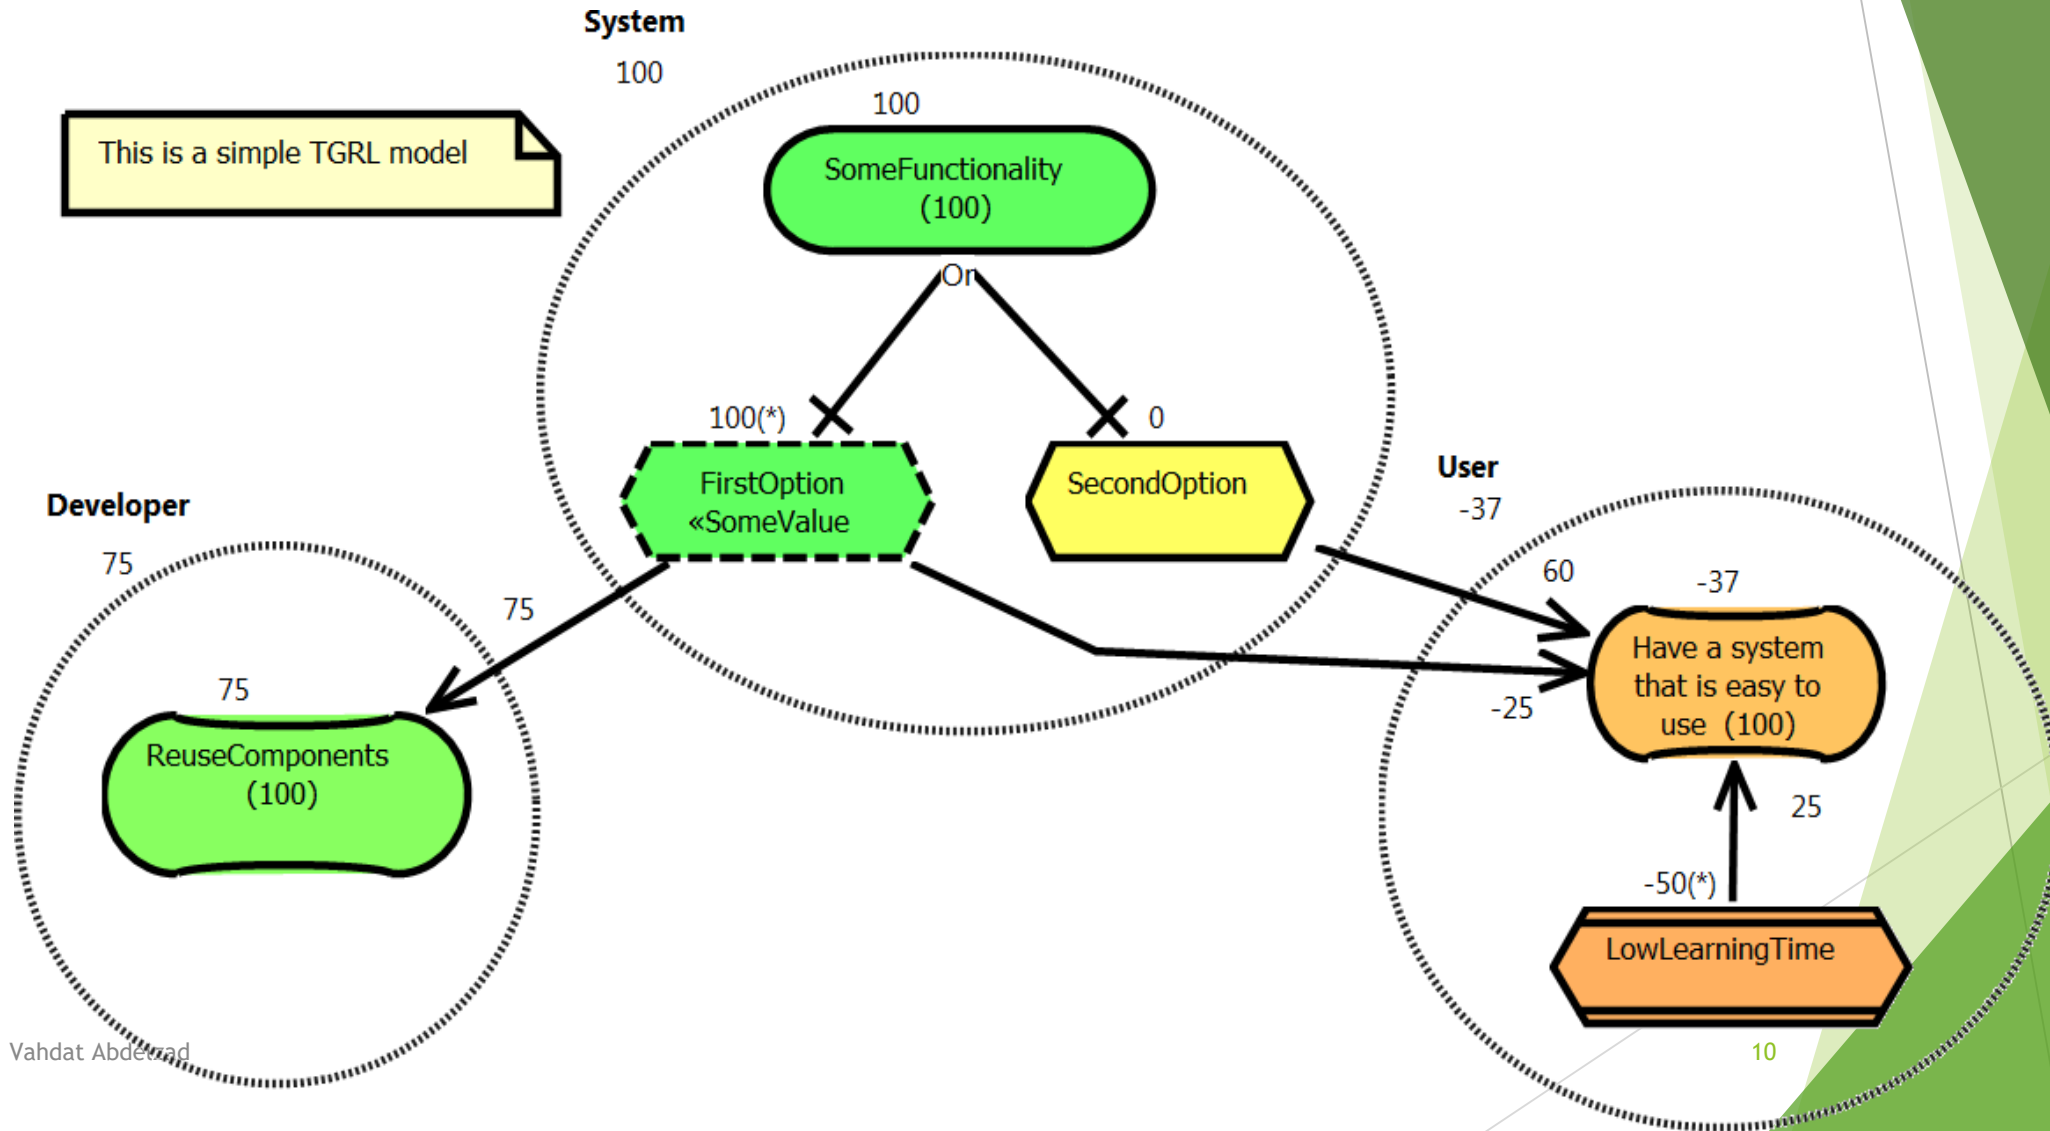 System
100
This is a simple TGRL model
100
SomeFunctionality
(100)
Or
100(*)
0
FirstOption
«SomeValue
SecondOption
Developer
75
75
75
ReuseComponents
(100)
User
-37
60
-37
Have a system
that is easy to
use (100)
-25
25
-50(*)
LowLearningTime
Vahdat Abdelzad
10